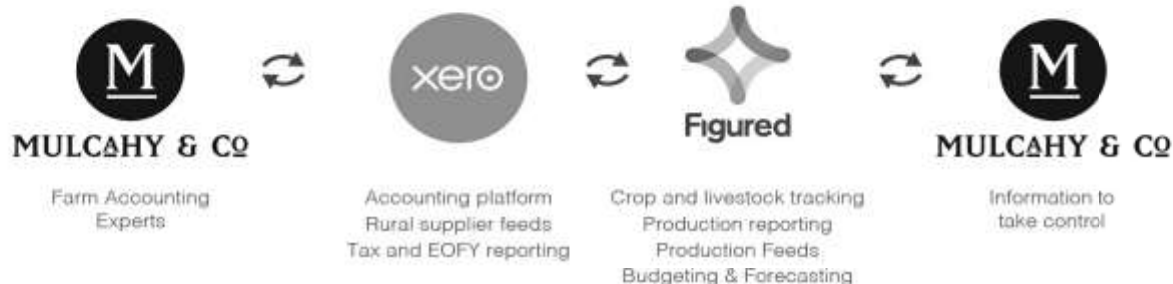 M
MULCAHY & CO
Farm Accounting
Experts
xero
Accounting platform
Rural supplier feeds
Tax and EOFY reporting
Figured
Crop and livestock tracking
Production reporting
Production Feeds
Budgeting & Forecasting
M
MULCAHY & CO
Information to
take control